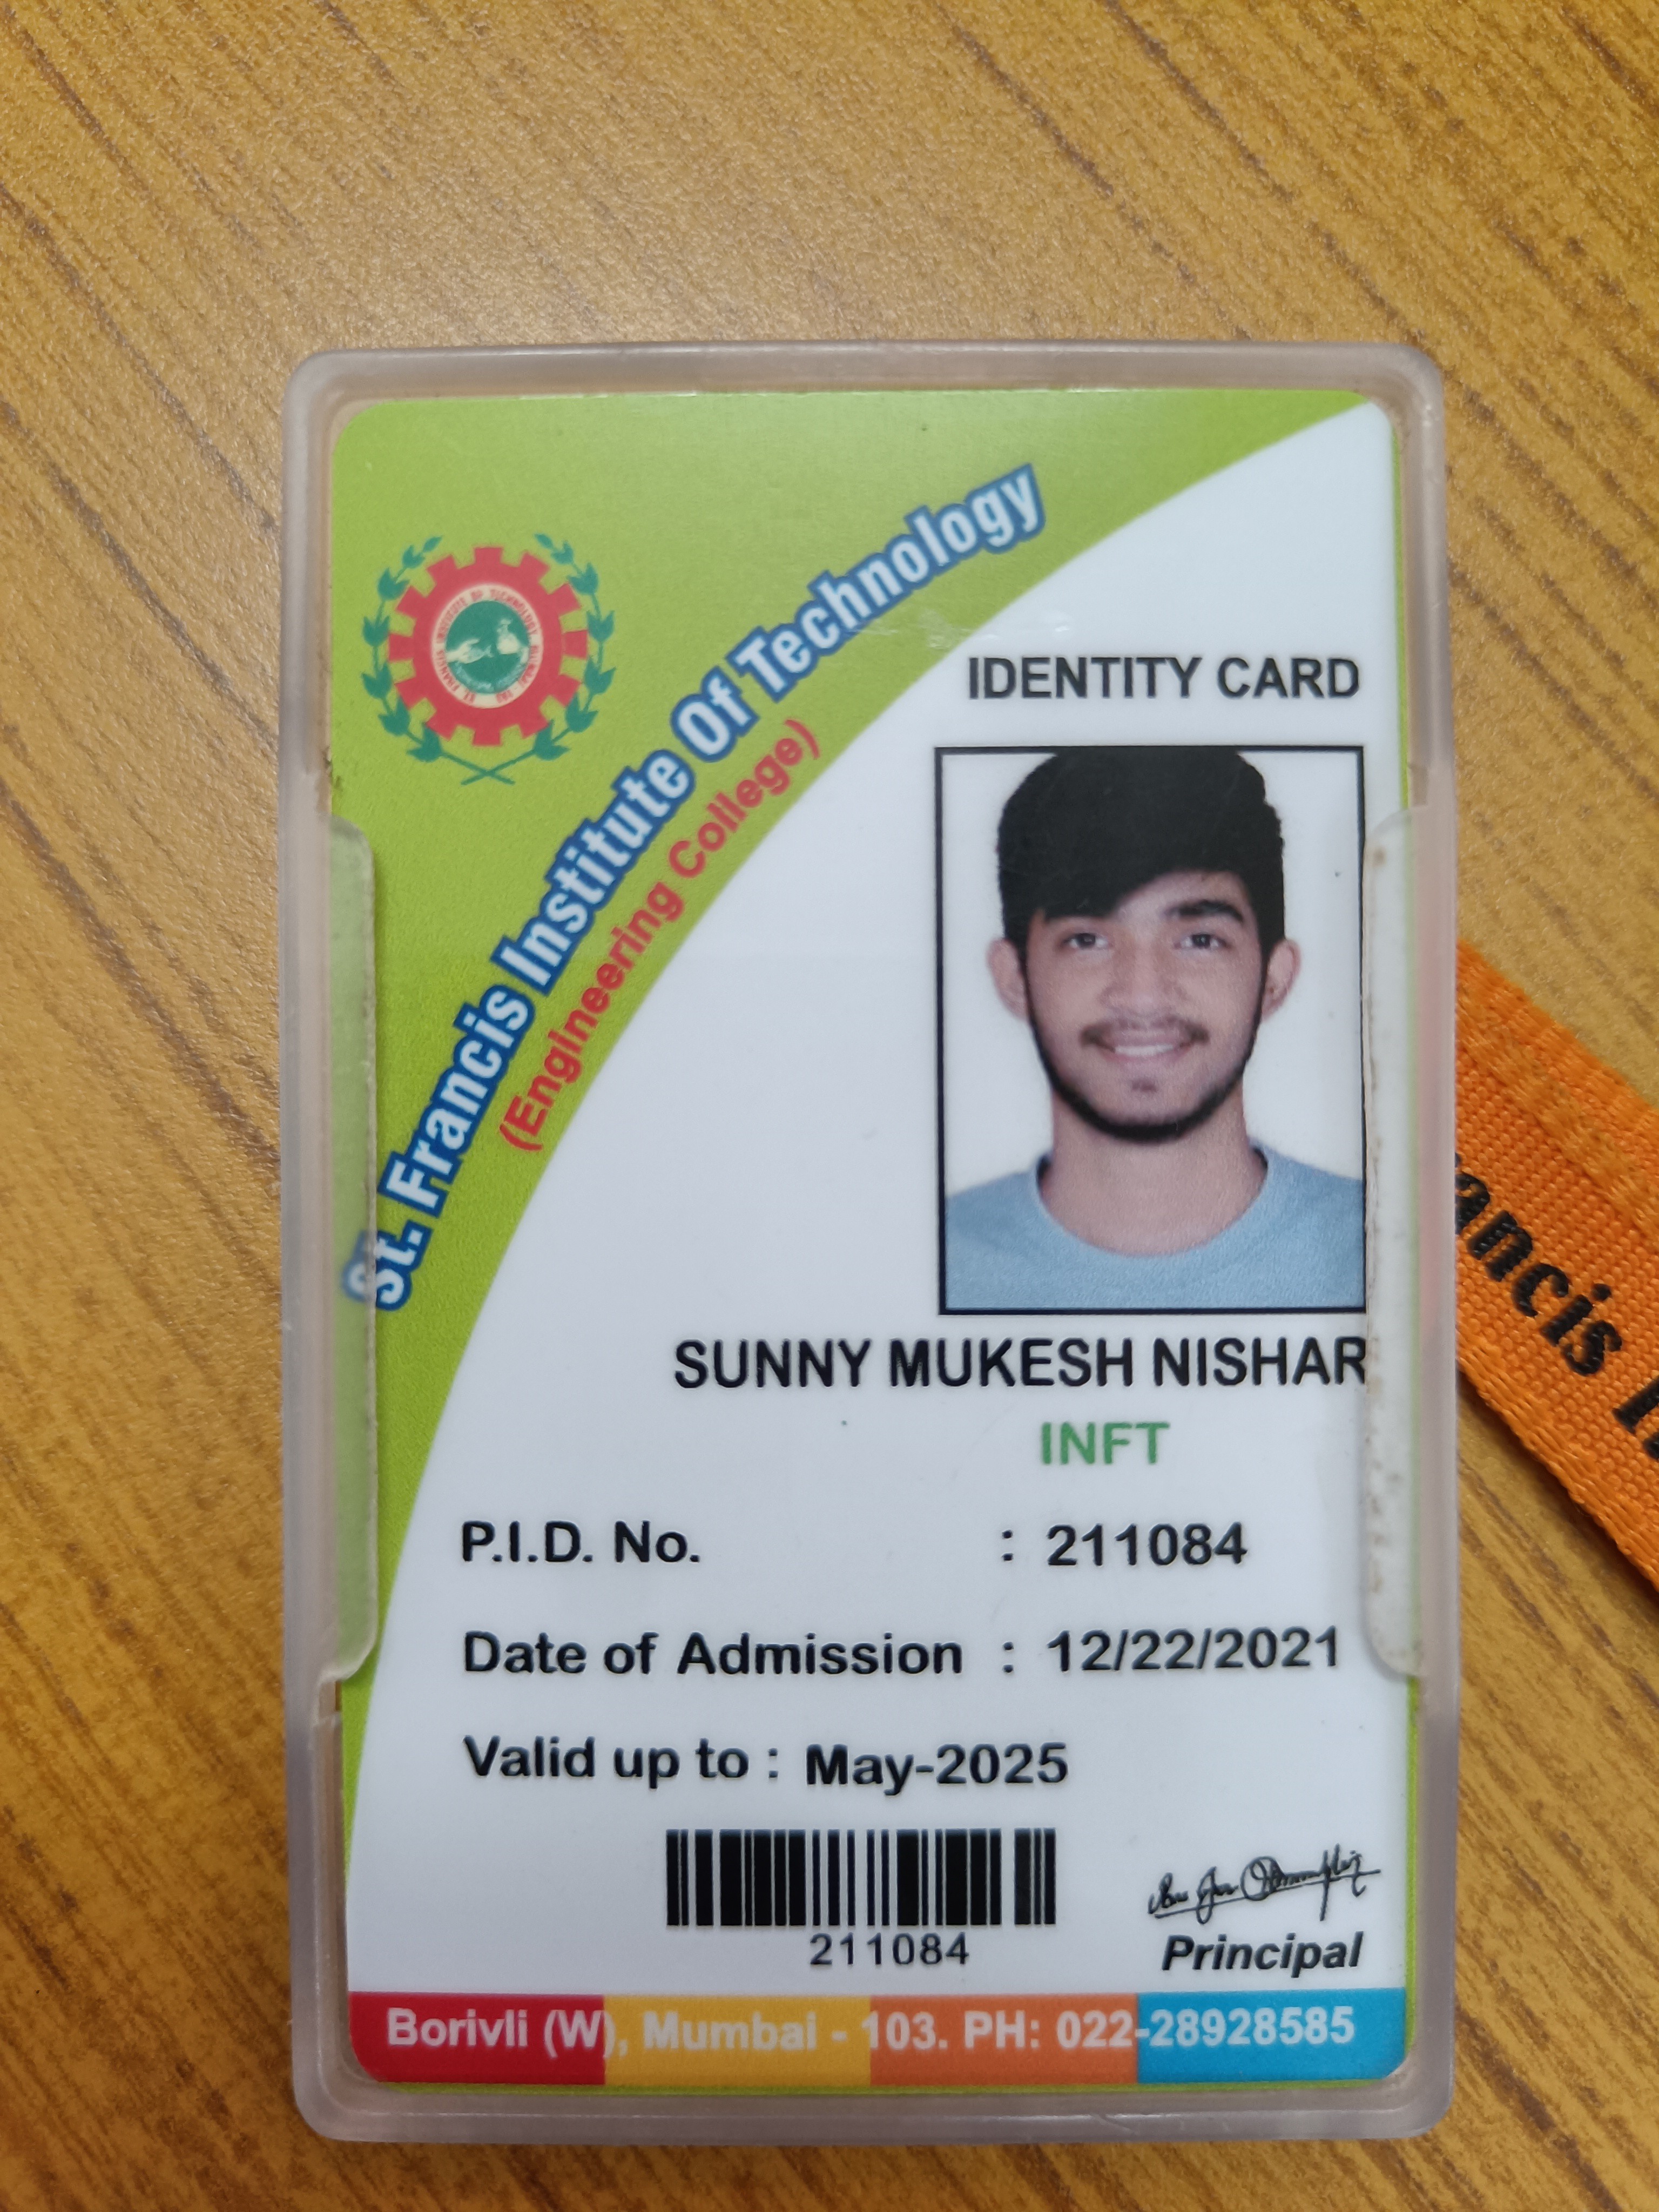 St. Francis Institute Of Technology
(Engineering College)
IDENTITY CARD
SUNNY MUKESH NISHAR
INFT
P.I.D. No. : 211084
Date of Admission : 12/22/2021
Valid up to : May-2025
211084
Principal
Borivli (W), Mumbai - 103. PH: 022-28928585
ancis